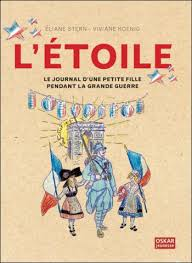 ÉLIANE STERN - VIVIANE KOENIG
L'ÉTOILE
LE JOURNAL D'UNE PETITE FILLE
PENDANT LA GRANDE GUERRE
OSKAR